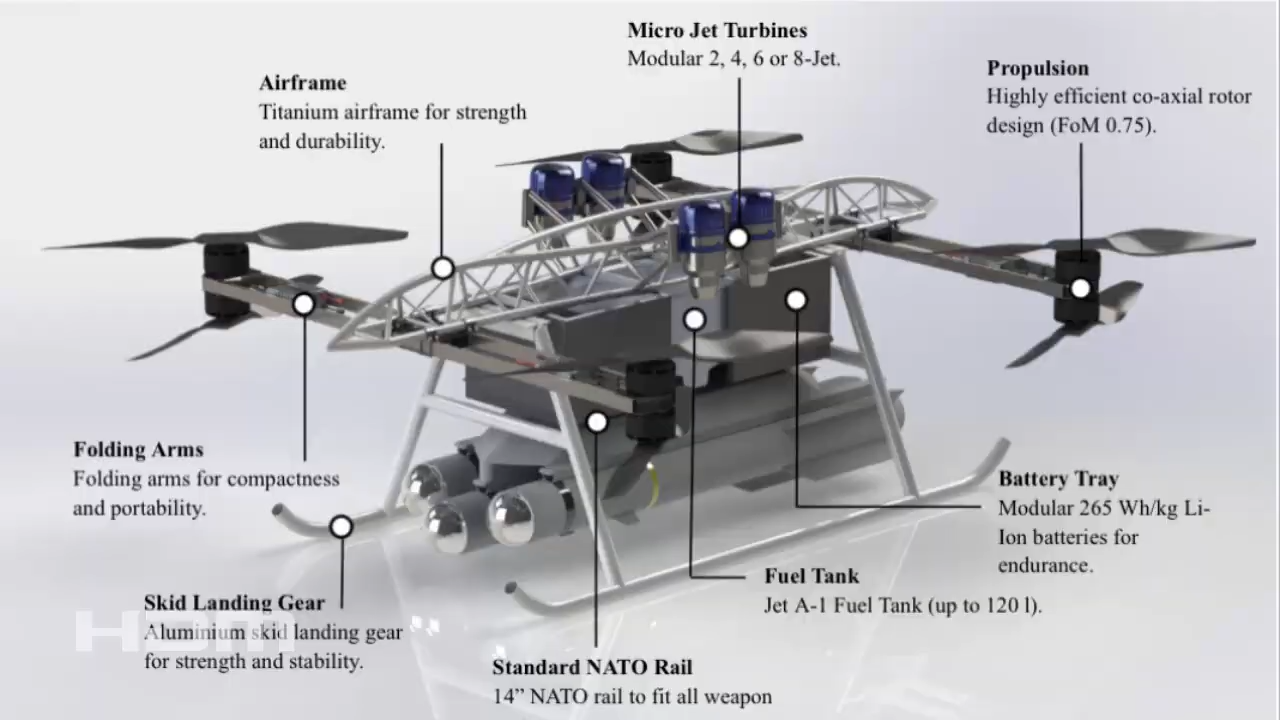 Micro Jet Turbines
Modular 2, 4, 6 or 8-Jet.
Propulsion
Highly efficient co-axial rotor
design (FoM 0.75).
Airframe
Titanium airframe for strength
and durability.
Folding Arms
Folding arms for compactness
and portability.
Battery Tray
Modular 265 Wh/kg Li-
Ion batteries for
endurance.
Fuel Tank
Jet A-1 Fuel Tank (up to 120 l).
Skid Landing Gear
Aluminium skid landing gear
for strength and stability.
Standard NATO Rail
14” NATO rail to fit all weapon